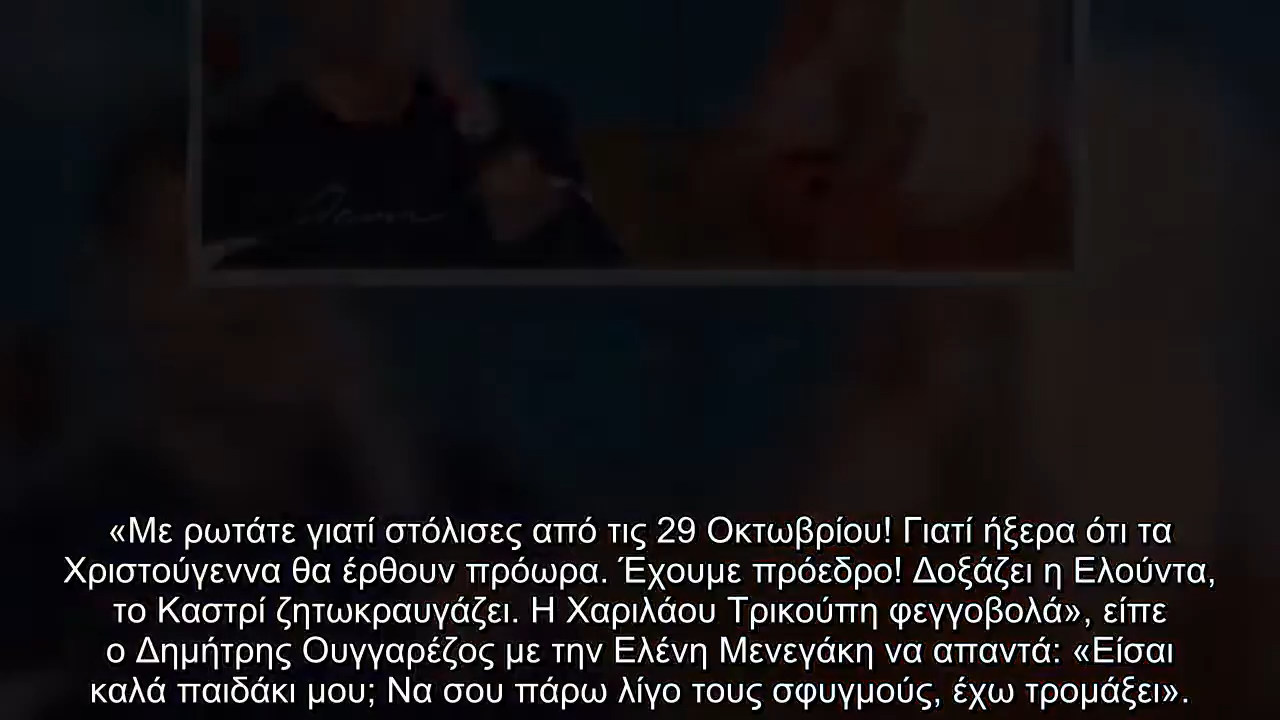 «Με ρωτάτε γιατί στόλισες από τις 29 Οκτωβρίου! Γιατί ήξερα ότι τα
Χριστούγεννα θα έρθουν πρόωρα. Έχουμε πρόεδρο! Δοξάζει η Ελούντα,
το Καστρί ζητωκραυγάζει. Η Χαριλάου Τρικούπη φεγγοβολά», είπε
ο Δημήτρης Ουγγαρέζος με την Ελένη Μενεγάκη να απαντά: «Είσαι
καλά παιδάκι μου; Να σου πάρω λίγο τους σφυγμούς, έχω τρομάξει».